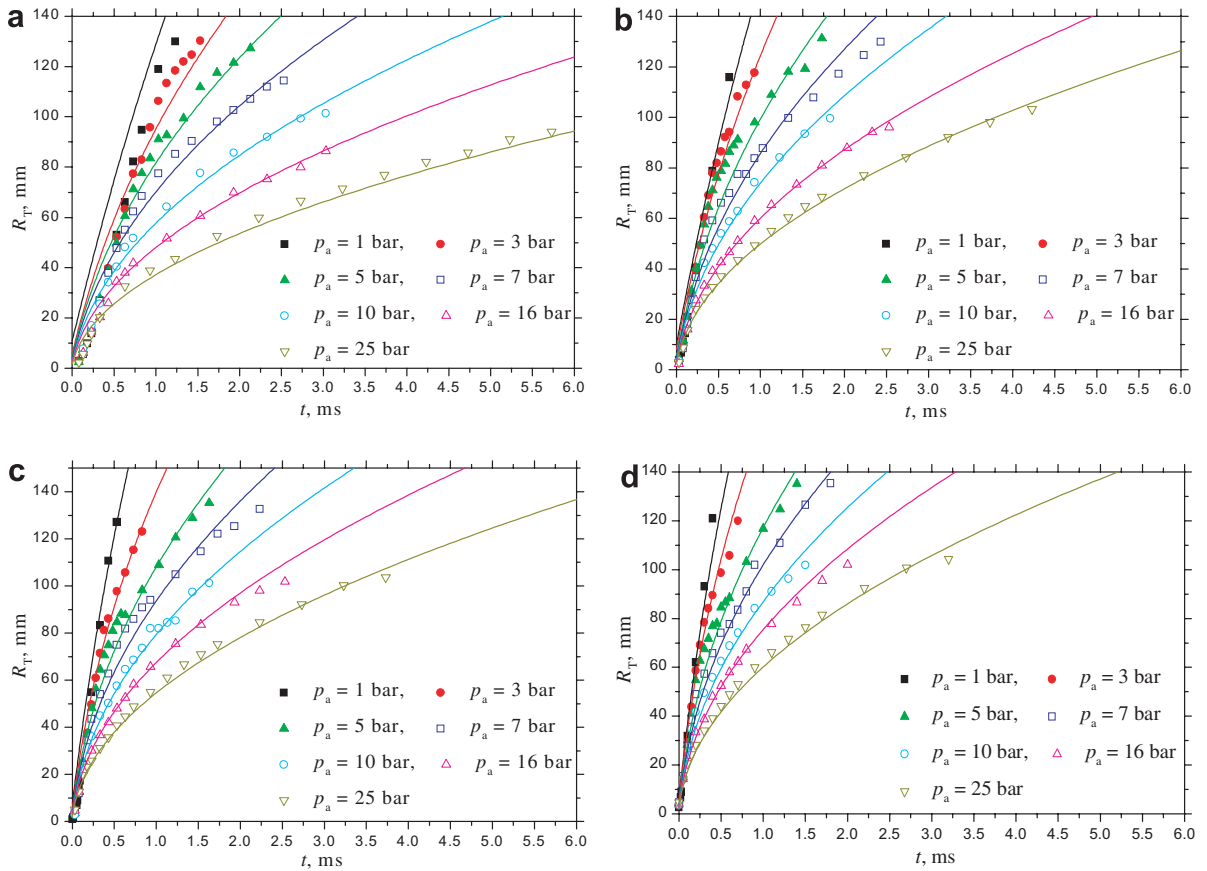 a
R_T, mm
140
120
100
80
60
40
20
0
p_a = 1 bar, p_a = 3 bar
p_a = 5 bar, p_a = 7 bar
p_a = 10 bar, p_a = 16 bar
p_a = 25 bar
0.0 0.5 1.0 1.5 2.0 2.5 3.0 3.5 4.0 4.5 5.0 5.5 6.0
t, ms
b
R_T, mm
140
120
100
80
60
40
20
0
p_a = 1 bar, p_a = 3 bar
p_a = 5 bar, p_a = 7 bar
p_a = 10 bar, p_a = 16 bar
p_a = 25 bar
0.0 0.5 1.0 1.5 2.0 2.5 3.0 3.5 4.0 4.5 5.0 5.5 6.0
t, ms
c
R_T, mm
140
120
100
80
60
40
20
0
p_a = 1 bar, p_a = 3 bar
p_a = 5 bar, p_a = 7 bar
p_a = 10 bar, p_a = 16 bar
p_a = 25 bar
0.0 0.5 1.0 1.5 2.0 2.5 3.0 3.5 4.0 4.5 5.0 5.5 6.0
t, ms
d
R_T, mm
140
120
100
80
60
40
20
0
p_a = 1 bar, p_a = 3 bar
p_a = 5 bar, p_a = 7 bar
p_a = 10 bar, p_a = 16 bar
p_a = 25 bar
0.0 0.5 1.0 1.5 2.0 2.5 3.0 3.5 4.0 4.5 5.0 5.5 6.0
t, ms